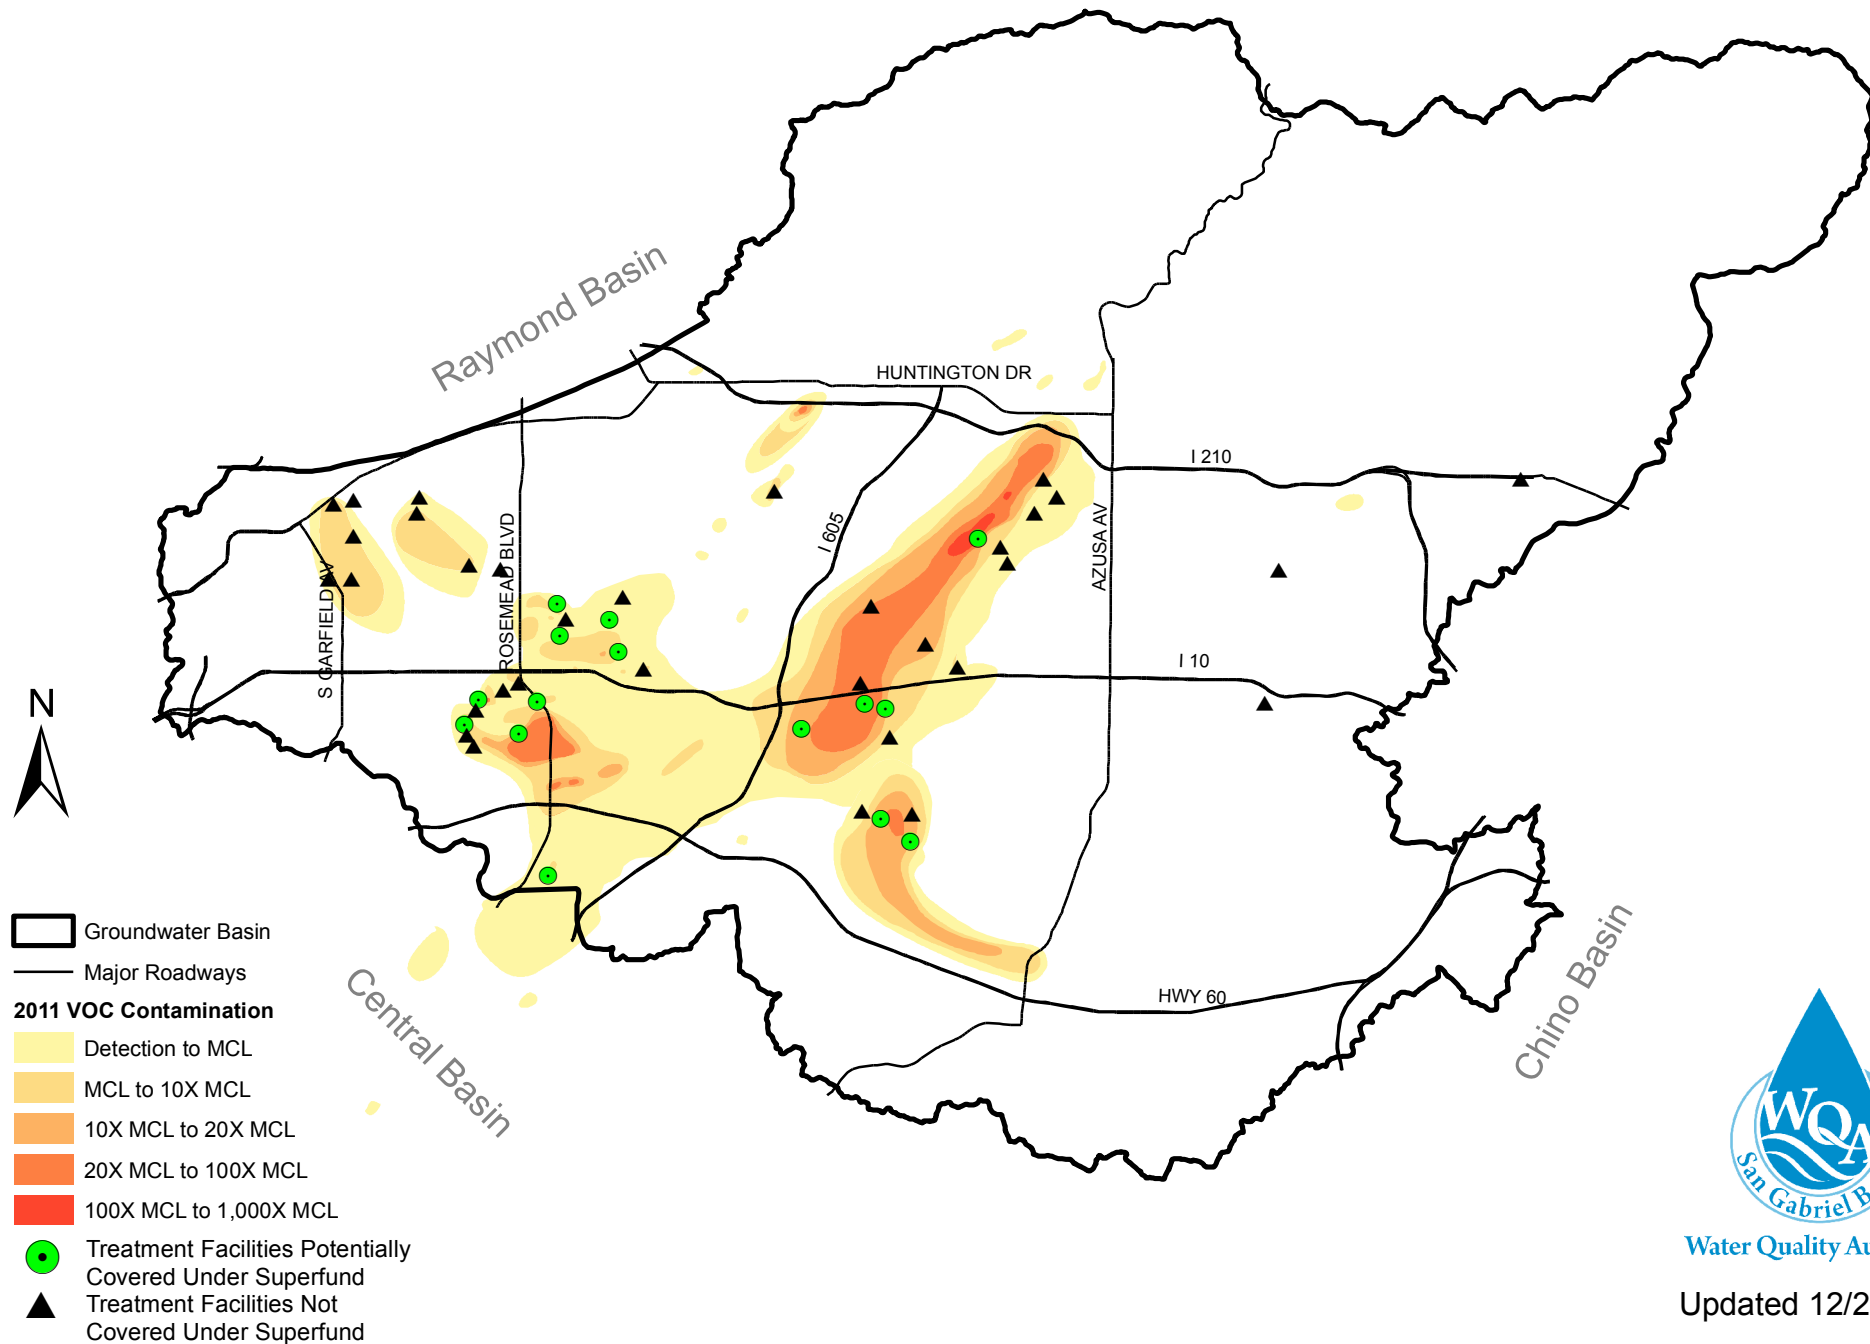 Raymond Basin
HUNTINGTON DR
I 210
I 605
S GARFIELD AV
ROSEMEAD BLVD
AZUSA AV
I 10
N
HWY 60
Central Basin
Chino Basin
Groundwater Basin
Major Roadways
2011 VOC Contamination
Detection to MCL
MCL to 10X MCL
10X MCL to 20X MCL
20X MCL to 100X MCL
100X MCL to 1,000X MCL
Treatment Facilities Potentially
Covered Under Superfund
Treatment Facilities Not
Covered Under Superfund
WQA
San Gabriel B
Water Quality Au
Updated 12/2